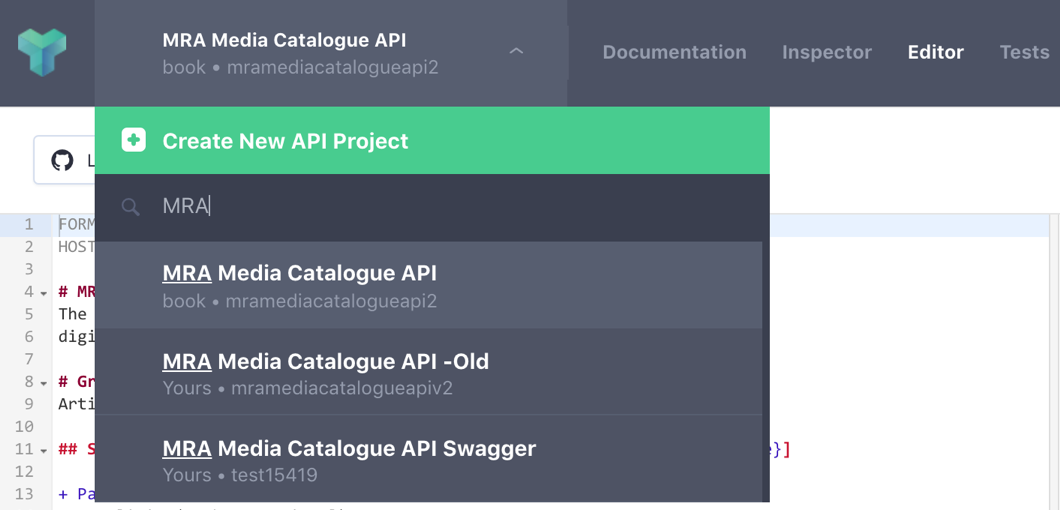 MRA Media Catalogue API
book • mramediacatalogueapi2
Documentation Inspector Editor Tests
Create New API Project
MRA
MRA Media Catalogue API
book • mramediacatalogueapi2
MRA Media Catalogue API -Old
Yours • mramediacatalogueapiv2
MRA Media Catalogue API Swagger
Yours • test15419
1 FORM
2 HOST
3
4 # MR
5 The
6 digi
7
8 # Gr
9 Arti
10
11 ## S }]
12
13 + Pa